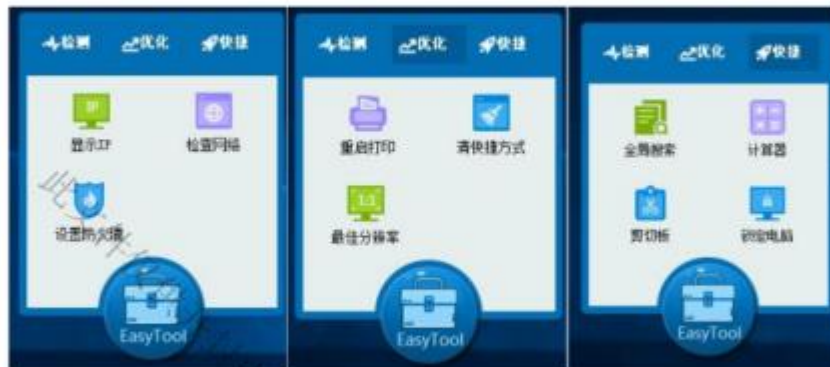 检测 优化 快捷
IP
显示IP
检查网络
设置防火墙
EasyTool
检测 优化 快捷
重启打印
清快捷方式
1:1
最佳分辨率
EasyTool
检测 优化 快捷
全局搜索
计算器
剪切板
锁定电脑
EasyTool